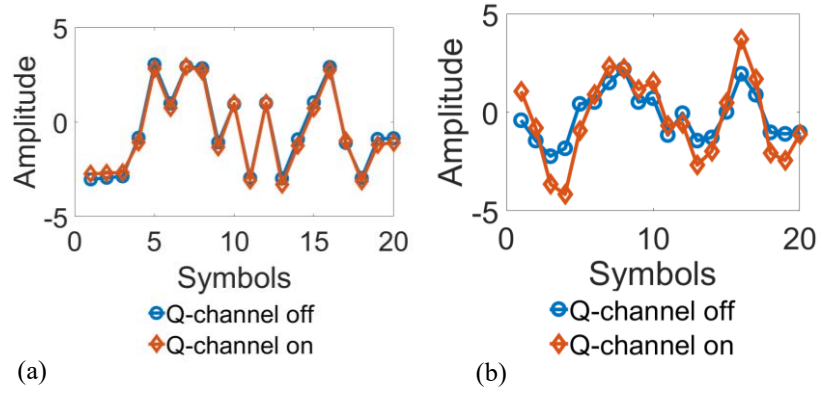 5
0
-5
Amplitude
0
5
10
15
20
Symbols
Q-channel off
Q-channel on
(a)
5
0
-5
Amplitude
0
10
20
Symbols
Q-channel off
Q-channel on
(b)